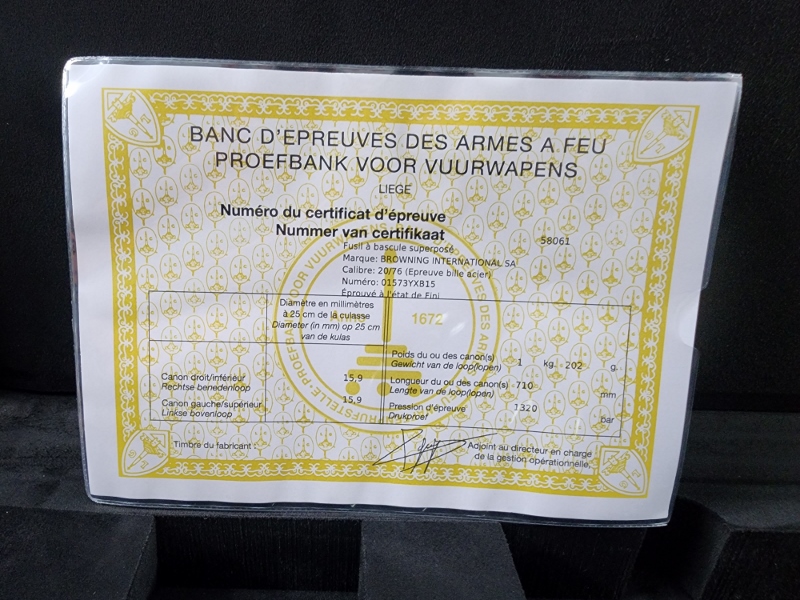 BANC D'EPREUVES DES ARMES A FEU
PROEFBANK VOOR VUURWAPENS
LIEGE
Numéro du certificat d'épreuve
Nummer van certifikaat
58061
Fusil à bascule superposé
Marque: BROWNING INTERNATIONAL SA
Calibre: 20/76 (Epreuve bille acier)
Numéro: 01573YXB15
Éprouvé à l'état de Fini
Diamètre en millimètres
à 25 cm de la culasse
Diameter (in mm) op 25 cm
van de kulas
1672
Poids du ou des canon(s) 1 kg. 202 g.
Gewicht van de loop(lopen)
Canon droit/inférieur 15,9
Rechtse benedenloop
Longueur du ou des canon(s) 710 mm
Lengte van de loop(lopen)
Canon gauche/supérieur 15,9
Linkse bovenloop
Pression d'épreuve 1320 bar
Drukproef
Timbre du fabricant :
Adjoint au directeur en charge
de la gestion opérationnelle,